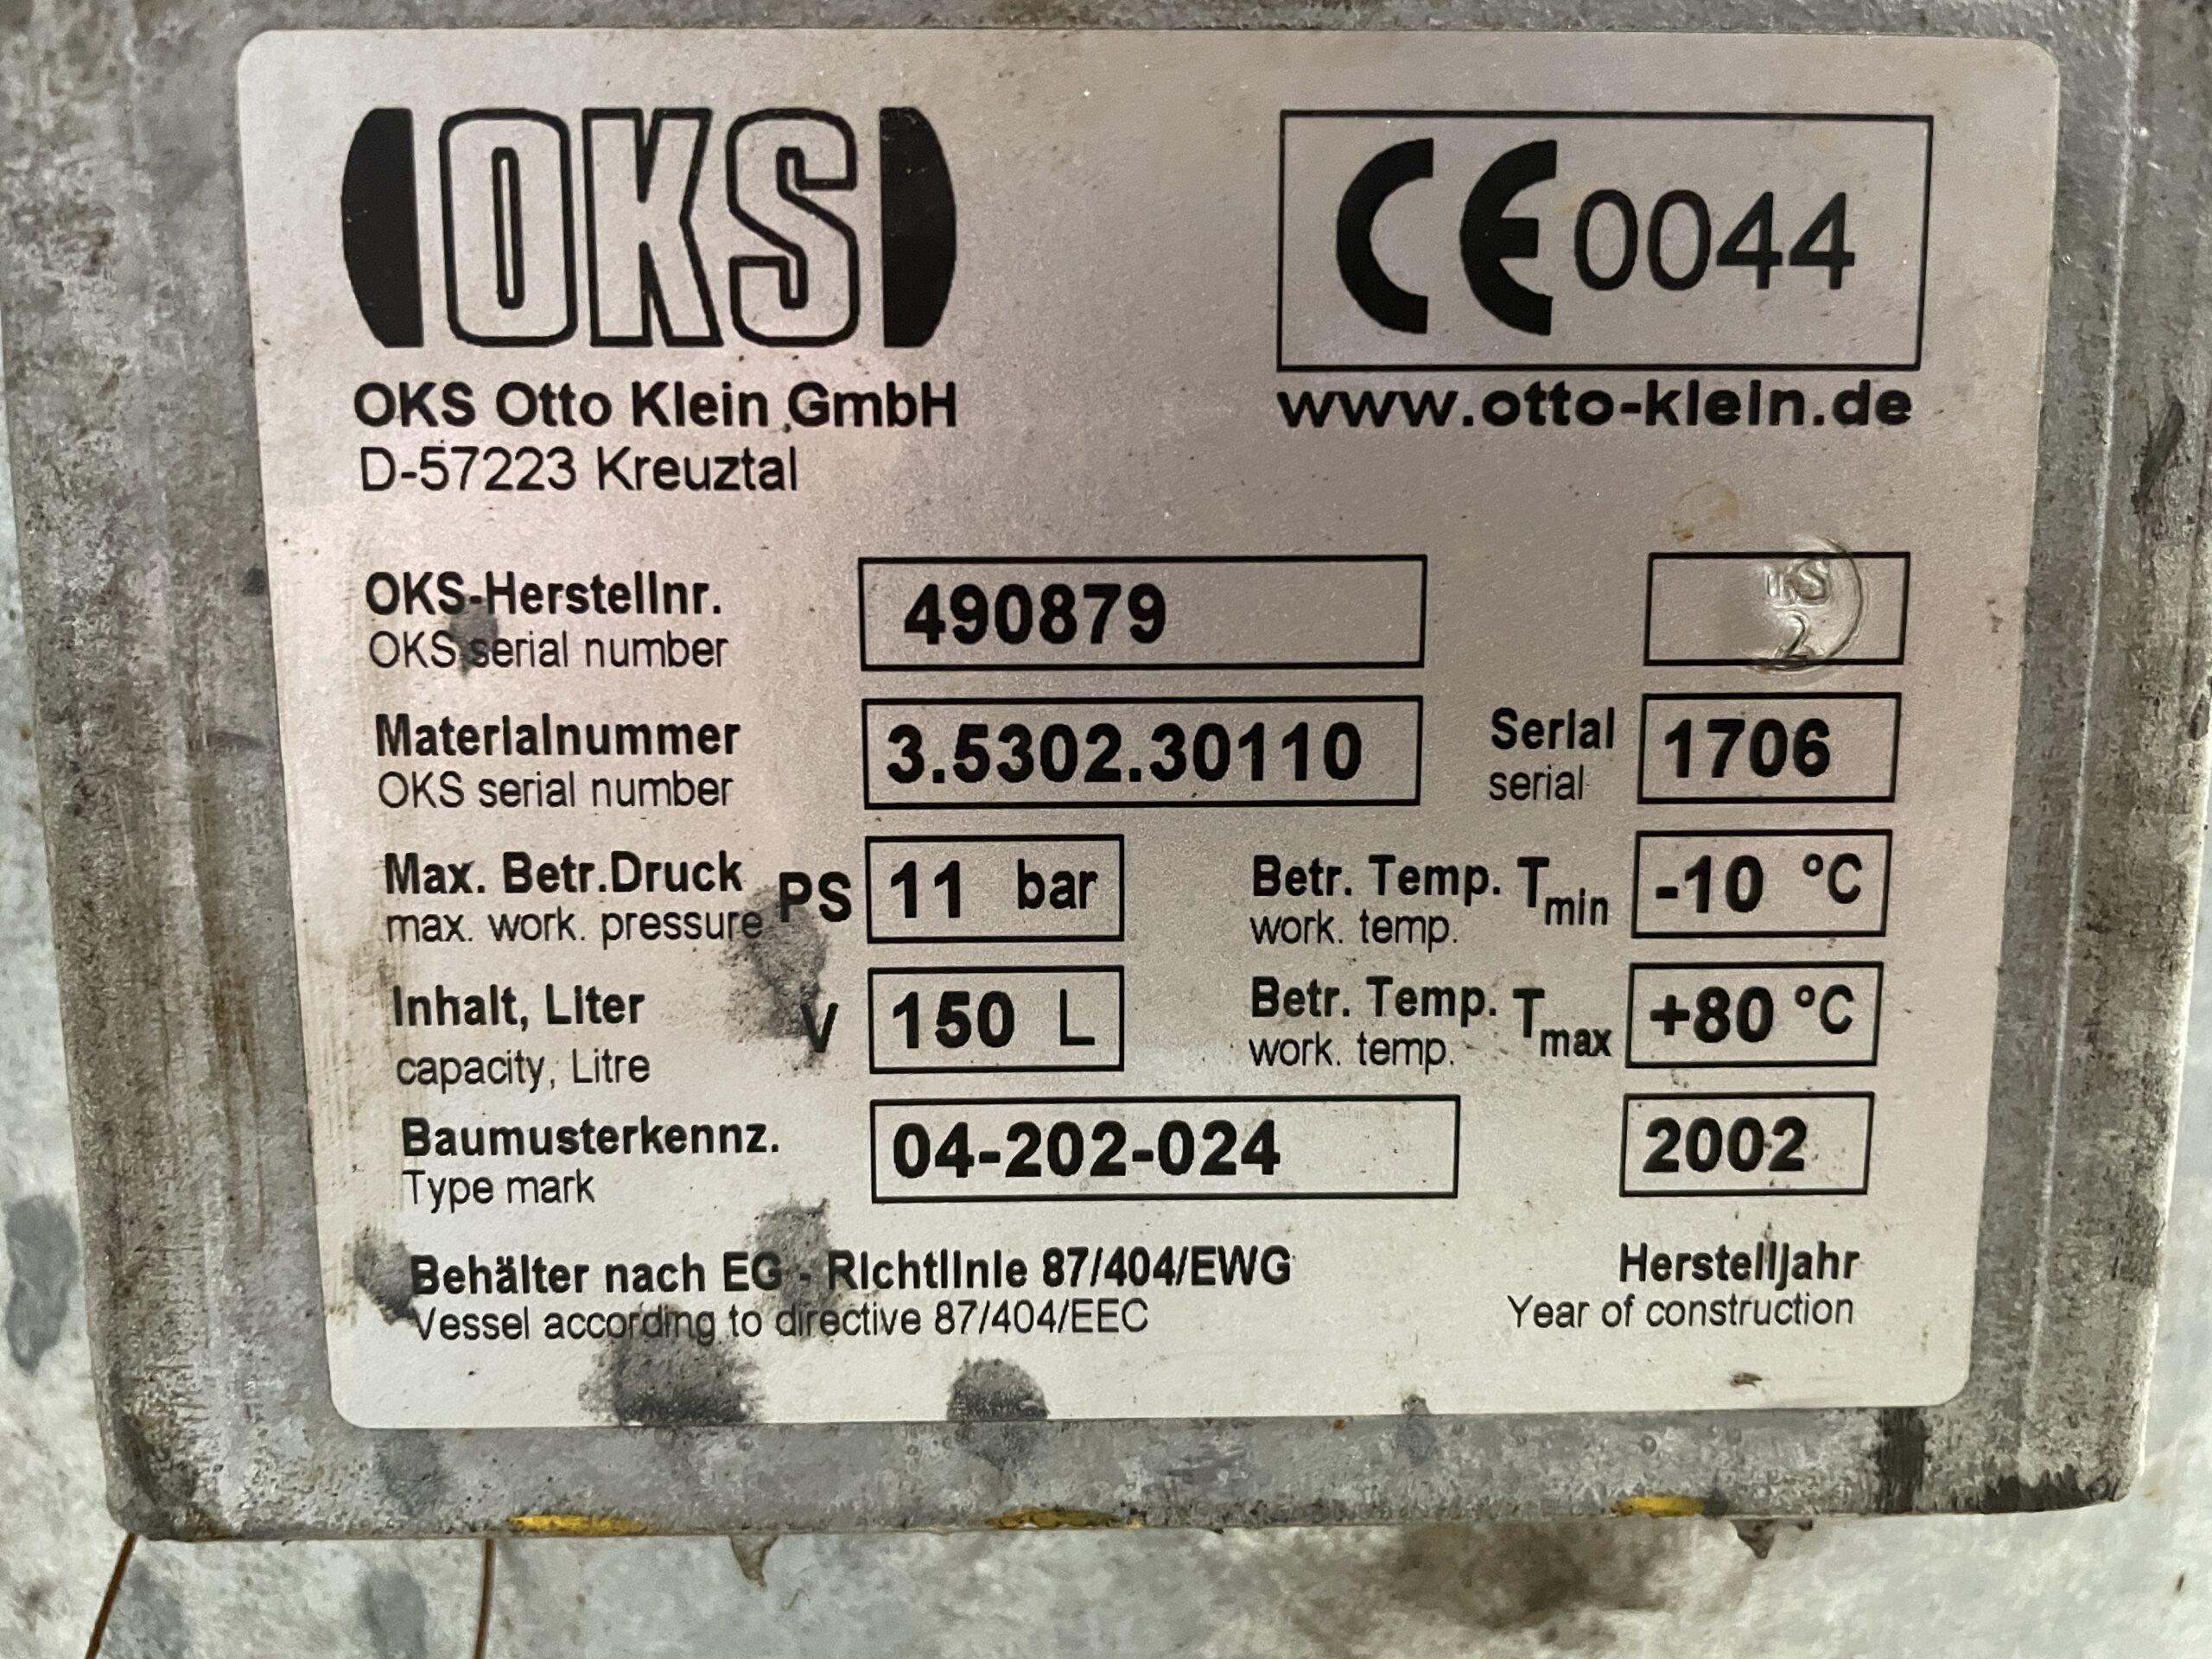 OKS
CE 0044
OKS Otto Klein GmbH
www.otto-klein.de
D-57223 Kreuztal
OKS-Herstellnr.
OKS serial number
490879
2
Materialnummer
OKS serial number
3.5302.30110
Serial
serial
1706
Max. Betr.Druck
max. work. pressure
PS
11 bar
Betr. Temp. Tmin
work. temp.
-10 °C
Inhalt, Liter
capacity, Litre
V
150 L
Betr. Temp. Tmax
work. temp.
+80 °C
Baumusterkennz.
Type mark
04-202-024
2002
Behälter nach EG - Richtlinie 87/404/EWG
Vessel according to directive 87/404/EEC
Herstelljahr
Year of construction